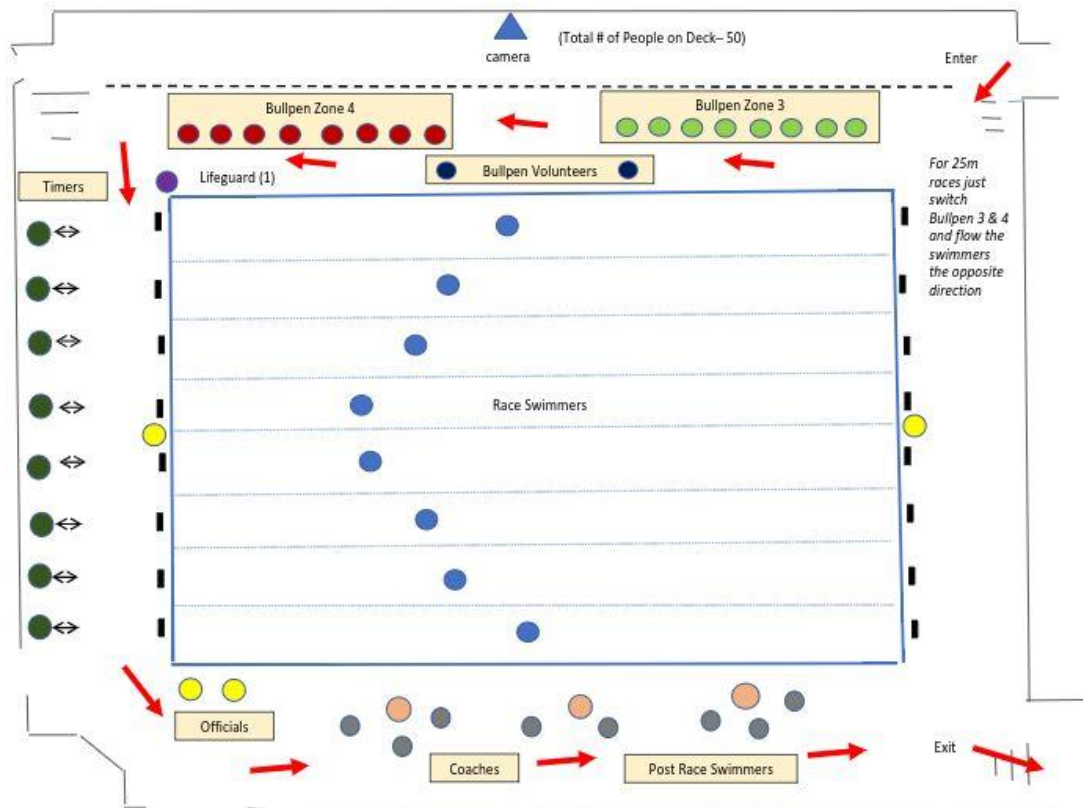 (Total # of People on Deck– 50)
camera
Enter
Bullpen Zone 4
Bullpen Zone 3
Bullpen Volunteers
Lifeguard (1)
Timers
For 25m
races just
switch
Bullpen 3 & 4
and flow the
swimmers
the opposite
direction
Race Swimmers
Officials
Coaches
Post Race Swimmers
Exit